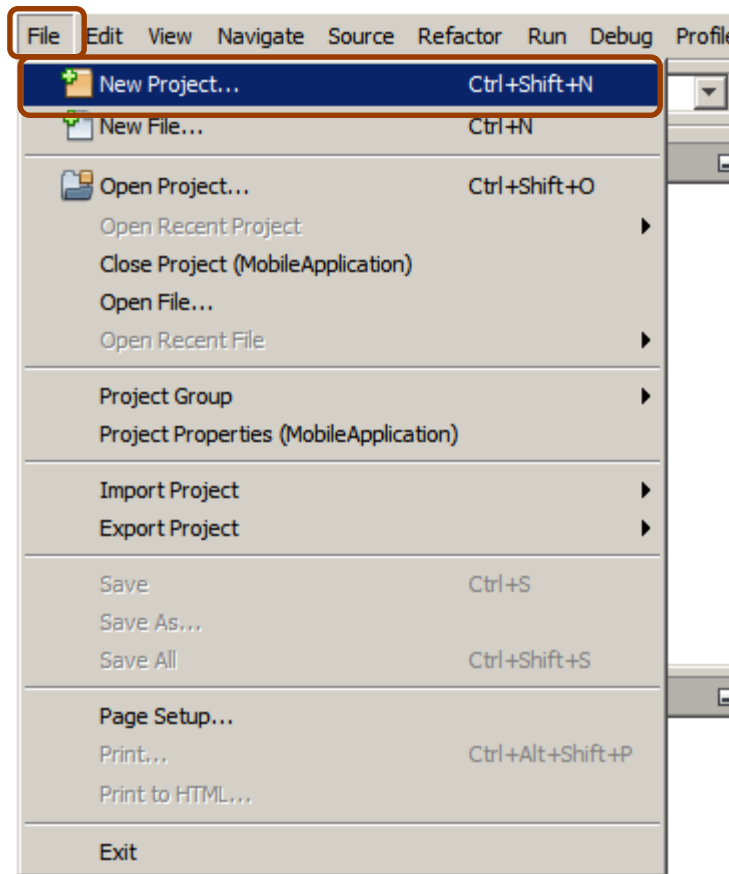 File Edit View Navigate Source Refactor Run Debug Profile
New Project... Ctrl+Shift+N
New File... Ctrl+N
Open Project... Ctrl+Shift+O
Open Recent Project
Close Project (MobileApplication)
Open File...
Open Recent File
Project Group
Project Properties (MobileApplication)
Import Project
Export Project
Save Ctrl+S
Save As...
Save All Ctrl+Shift+S
Page Setup...
Print... Ctrl+Alt+Shift+P
Print to HTML...
Exit